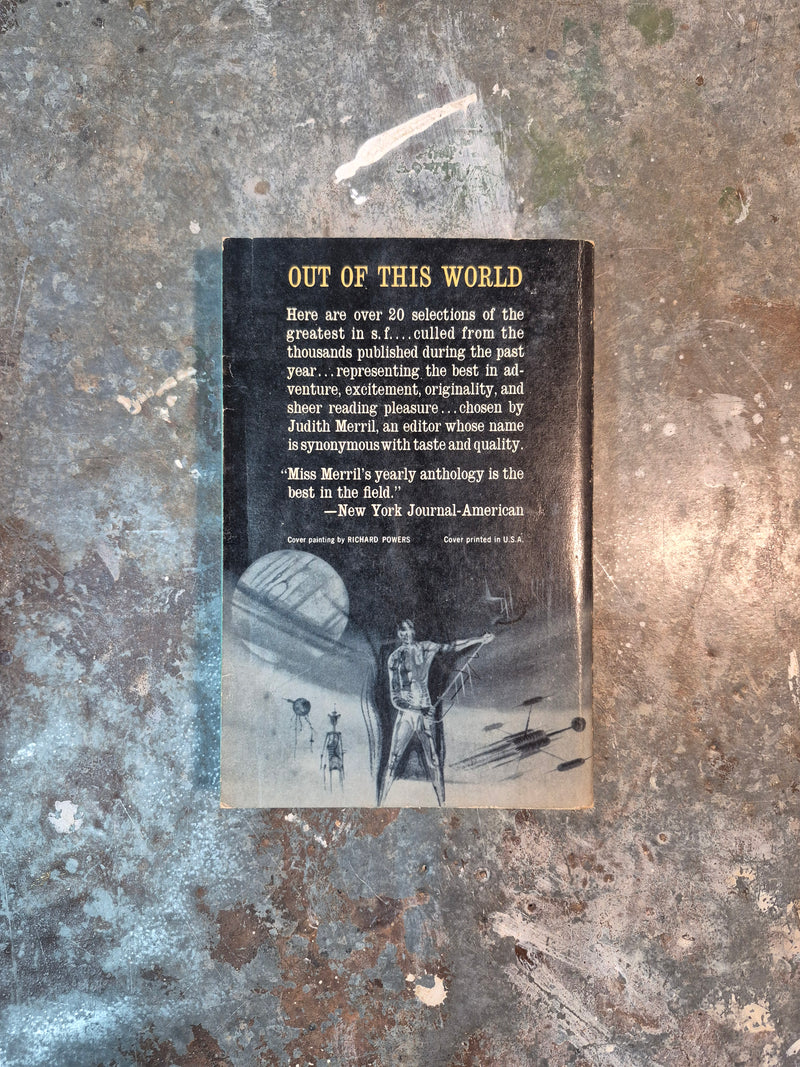 OUT OF THIS WORLD
Here are over 20 selections of the
greatest in s.f....culled from the
thousands published during the past
year...representing the best in ad-
venture, excitement, originality, and
sheer reading pleasure...chosen by
Judith Merril, an editor whose name
is synonymous with taste and quality.
“Miss Merril's yearly anthology is the
best in the field.”
—New York Journal-American
Cover painting by RICHARD POWERS Cover printed in U.S.A.